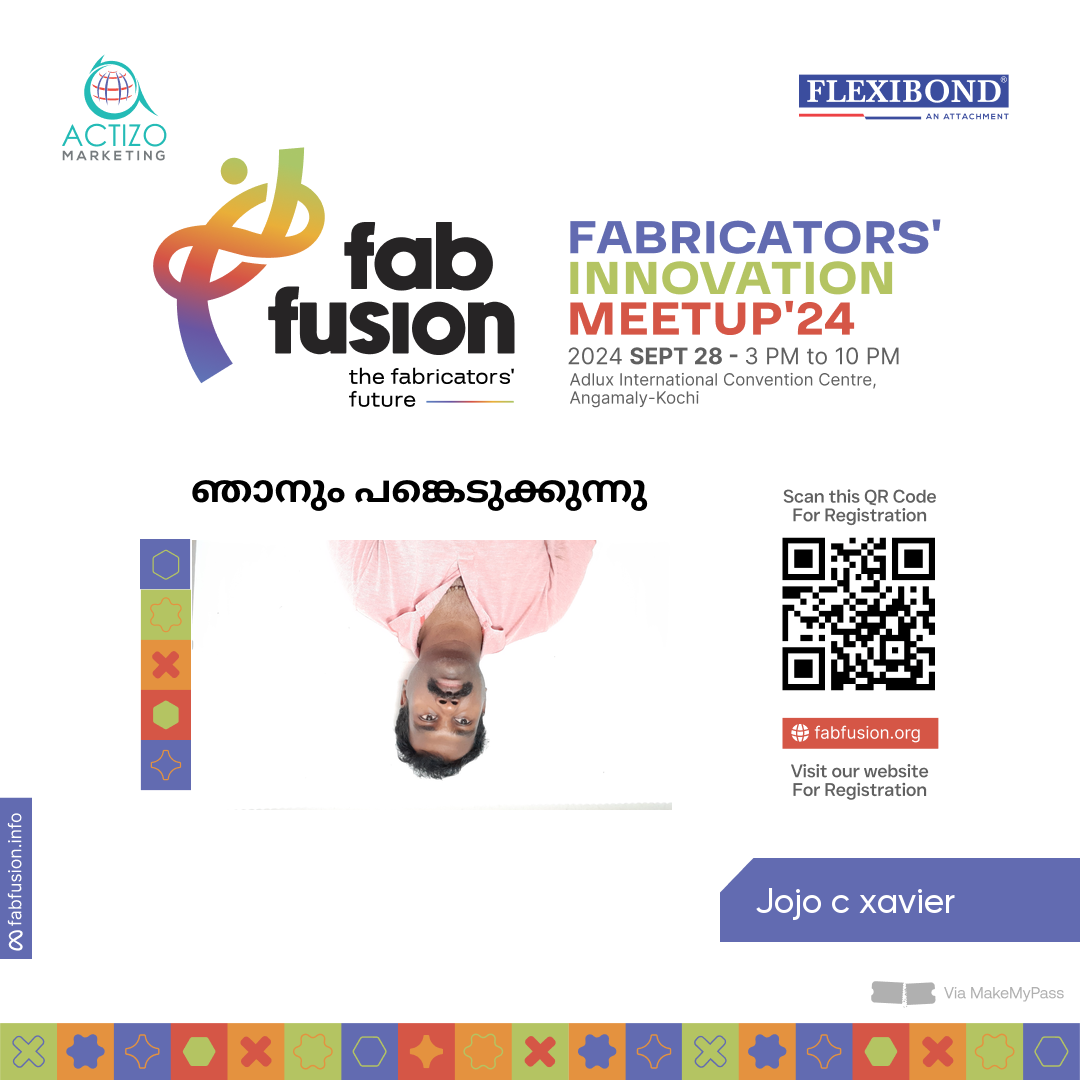 ACTIZO
MARKETING
FLEXIBOND®
AN ATTACHMENT
fab
fusion
the fabricators'
future
FABRICATORS'
INNOVATION
MEETUP'24
2024 SEPT 28 - 3 PM to 10 PM
Adlux International Convention Centre,
Angamaly-Kochi
ഞാനും പങ്കെടുക്കുന്നു
Scan this QR Code
For Registration
fabfusion.org
Visit our website
For Registration
fabfusion.info
Jojo c xavier
Via MakeMyPass